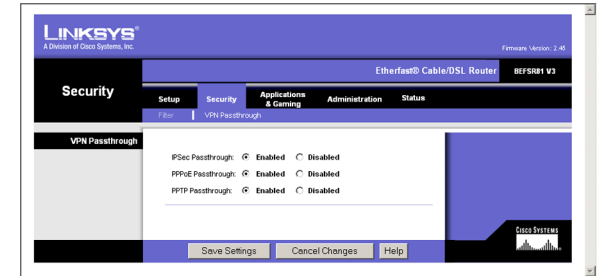 LINKSYS®
A Division of Cisco Systems, Inc.
Firmware Version: 2.45
Etherfast® Cable/DSL Router BEFSR81 V3
Security
Setup Security Applications & Gaming Administration Status
Filter VPN Passthrough
VPN Passthrough
IPSec Passthrough: Enabled Disabled
PPPoE Passthrough: Enabled Disabled
PPTP Passthrough: Enabled Disabled
CISCO SYSTEMS
Save Settings Cancel Changes Help